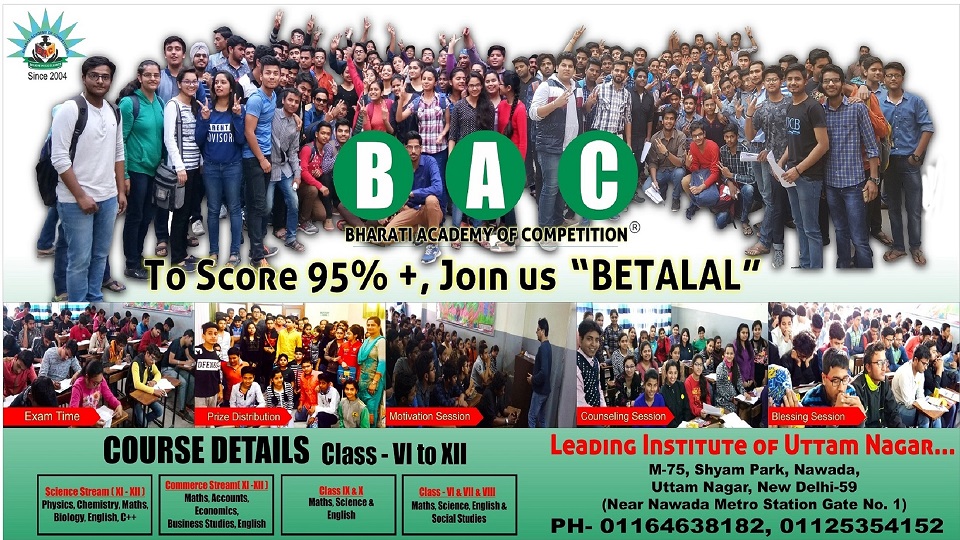 Since 2004
BAC
BHARATI ACADEMY OF COMPETITION®
To Score 95% +, Join us "BETALAL"
Exam Time
Prize Distribution
Motivation Session
Counseling Session
Blessing Session
COURSE DETAILS Class - VI to XII
Science Stream ( XI - XII )
Physics, Chemistry, Maths,
Biology, English, C++
Commerce Stream( XI -XII )
Maths, Accounts,
Economics,
Business Studies, English
Class IX & X
Maths, Science &
English
Class - VI & VII & VIII
Maths, Science, English &
Social Studies
Leading Institute of Uttam Nagar...
M-75, Shyam Park, Nawada,
Uttam Nagar, New Delhi-59
(Near Nawada Metro Station Gate No. 1)
PH- 01164638182, 01125354152